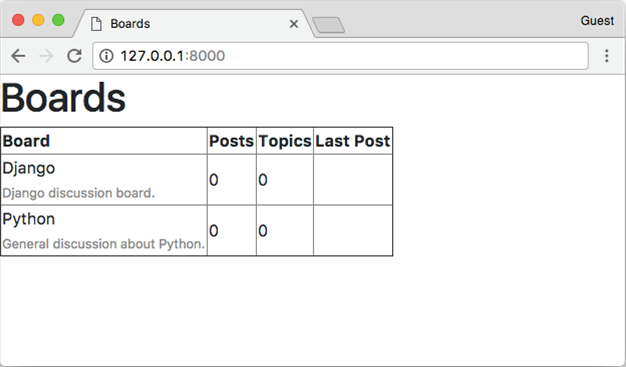 Boards
Guest
127.0.0.1:8000
Boards
Board Posts Topics Last Post
Django
Django discussion board.
0 0
Python
General discussion about Python.
0 0